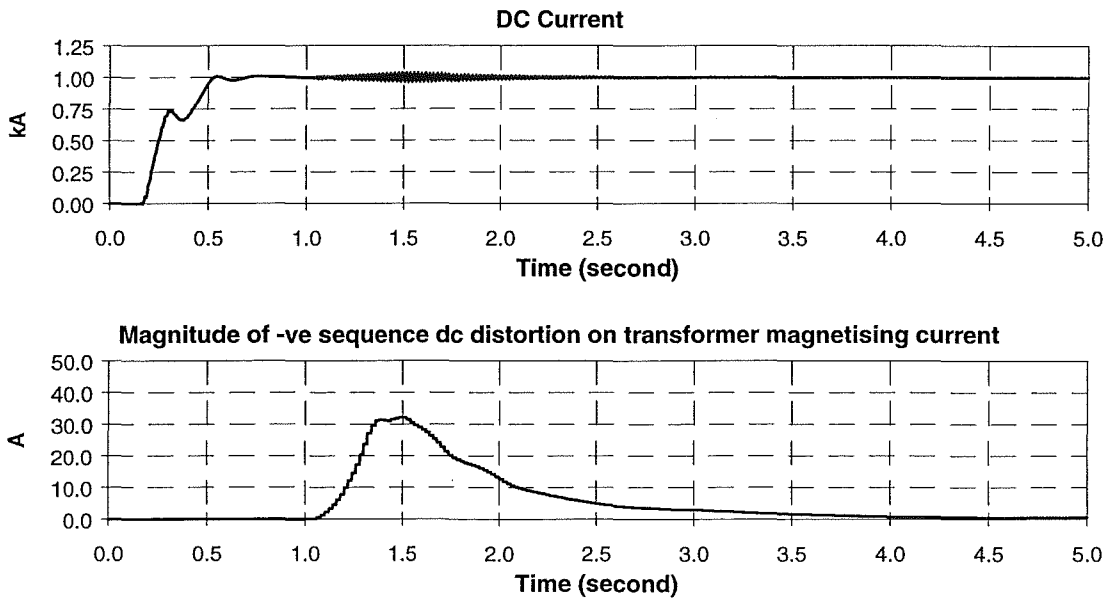 DC Current
1.25
1.00
0.75
0.50
0.25
0.00
kA
0.0 0.5 1.0 1.5 2.0 2.5 3.0 3.5 4.0 4.5 5.0
Time (second)
Magnitude of -ve sequence dc distortion on transformer magnetising current
50.0
40.0
30.0
20.0
10.0
0.0
A
0.0 0.5 1.0 1.5 2.0 2.5 3.0 3.5 4.0 4.5 5.0
Time (second)